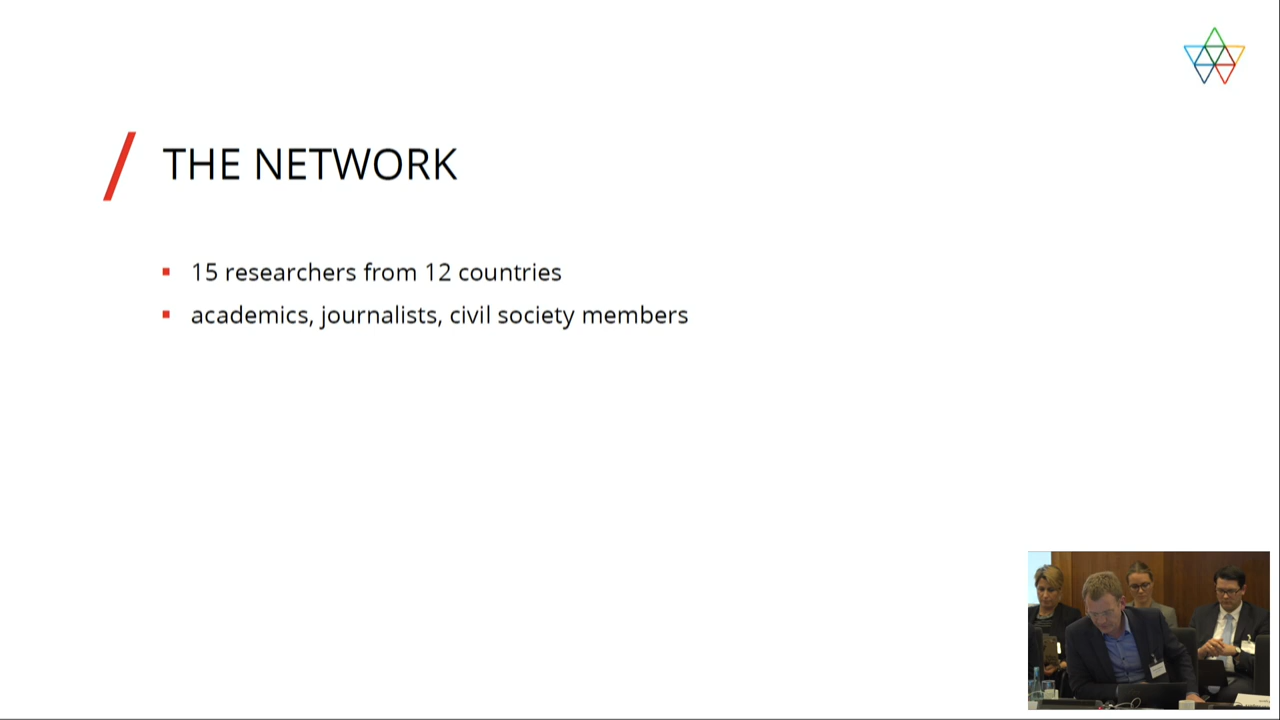 THE NETWORK
15 researchers from 12 countries
academics, journalists, civil society members